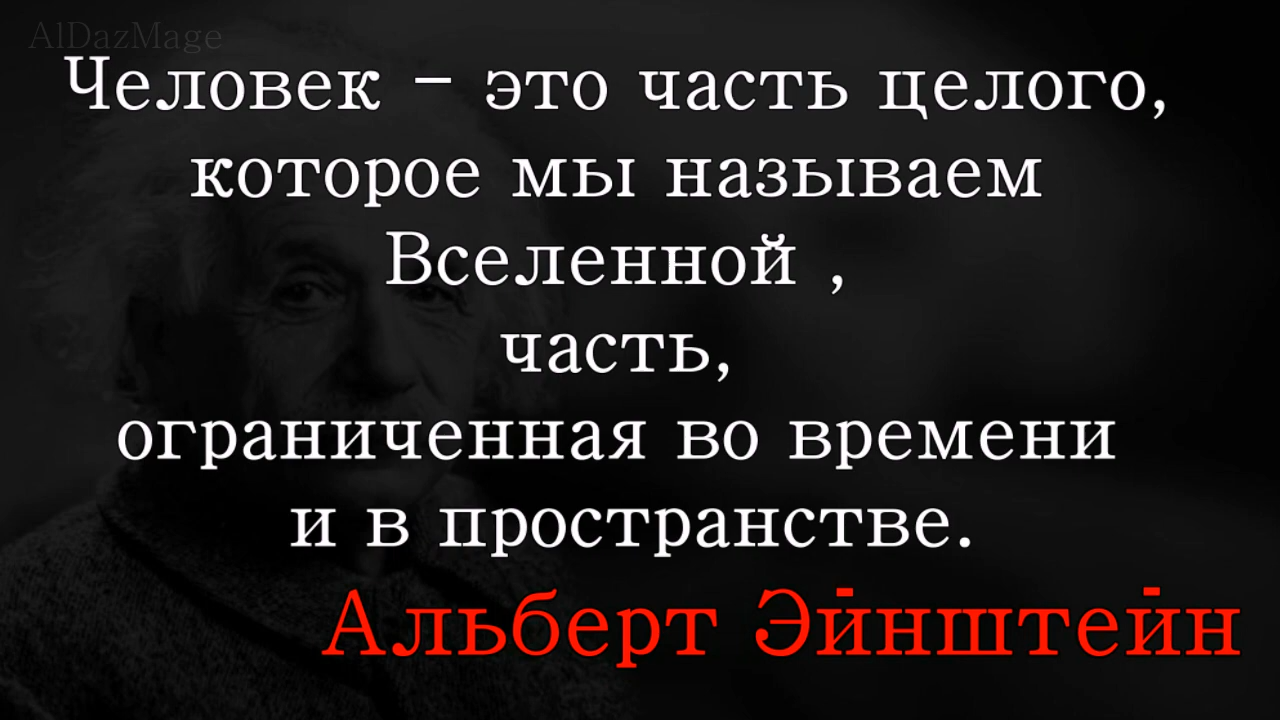 AlDazMage
Человек – это часть целого,
которое мы называем
Вселенной ,
часть,
ограниченная во времени
и в пространстве.
Альберт Эйнштейн